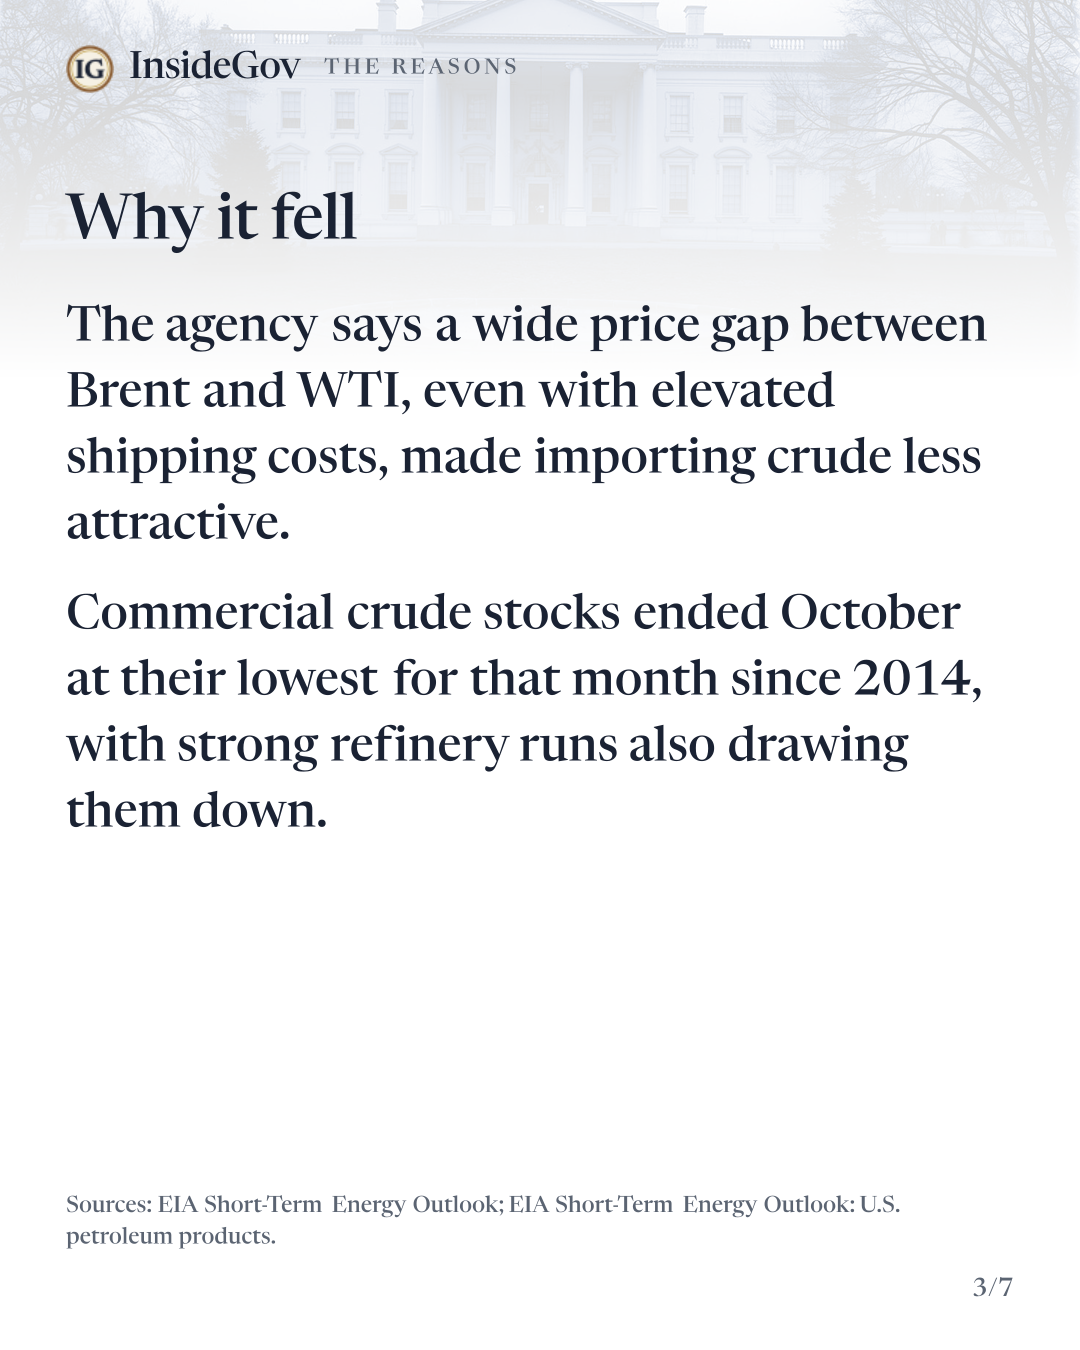 IG InsideGov THE REASONS
Why it fell
The agency says a wide price gap between
Brent and WTI, even with elevated
shipping costs, made importing crude less
attractive.
Commercial crude stocks ended October
at their lowest for that month since 2014,
with strong refinery runs also drawing
them down.
Sources: EIA Short-Term Energy Outlook; EIA Short-Term Energy Outlook: U.S.
petroleum products.
3/7